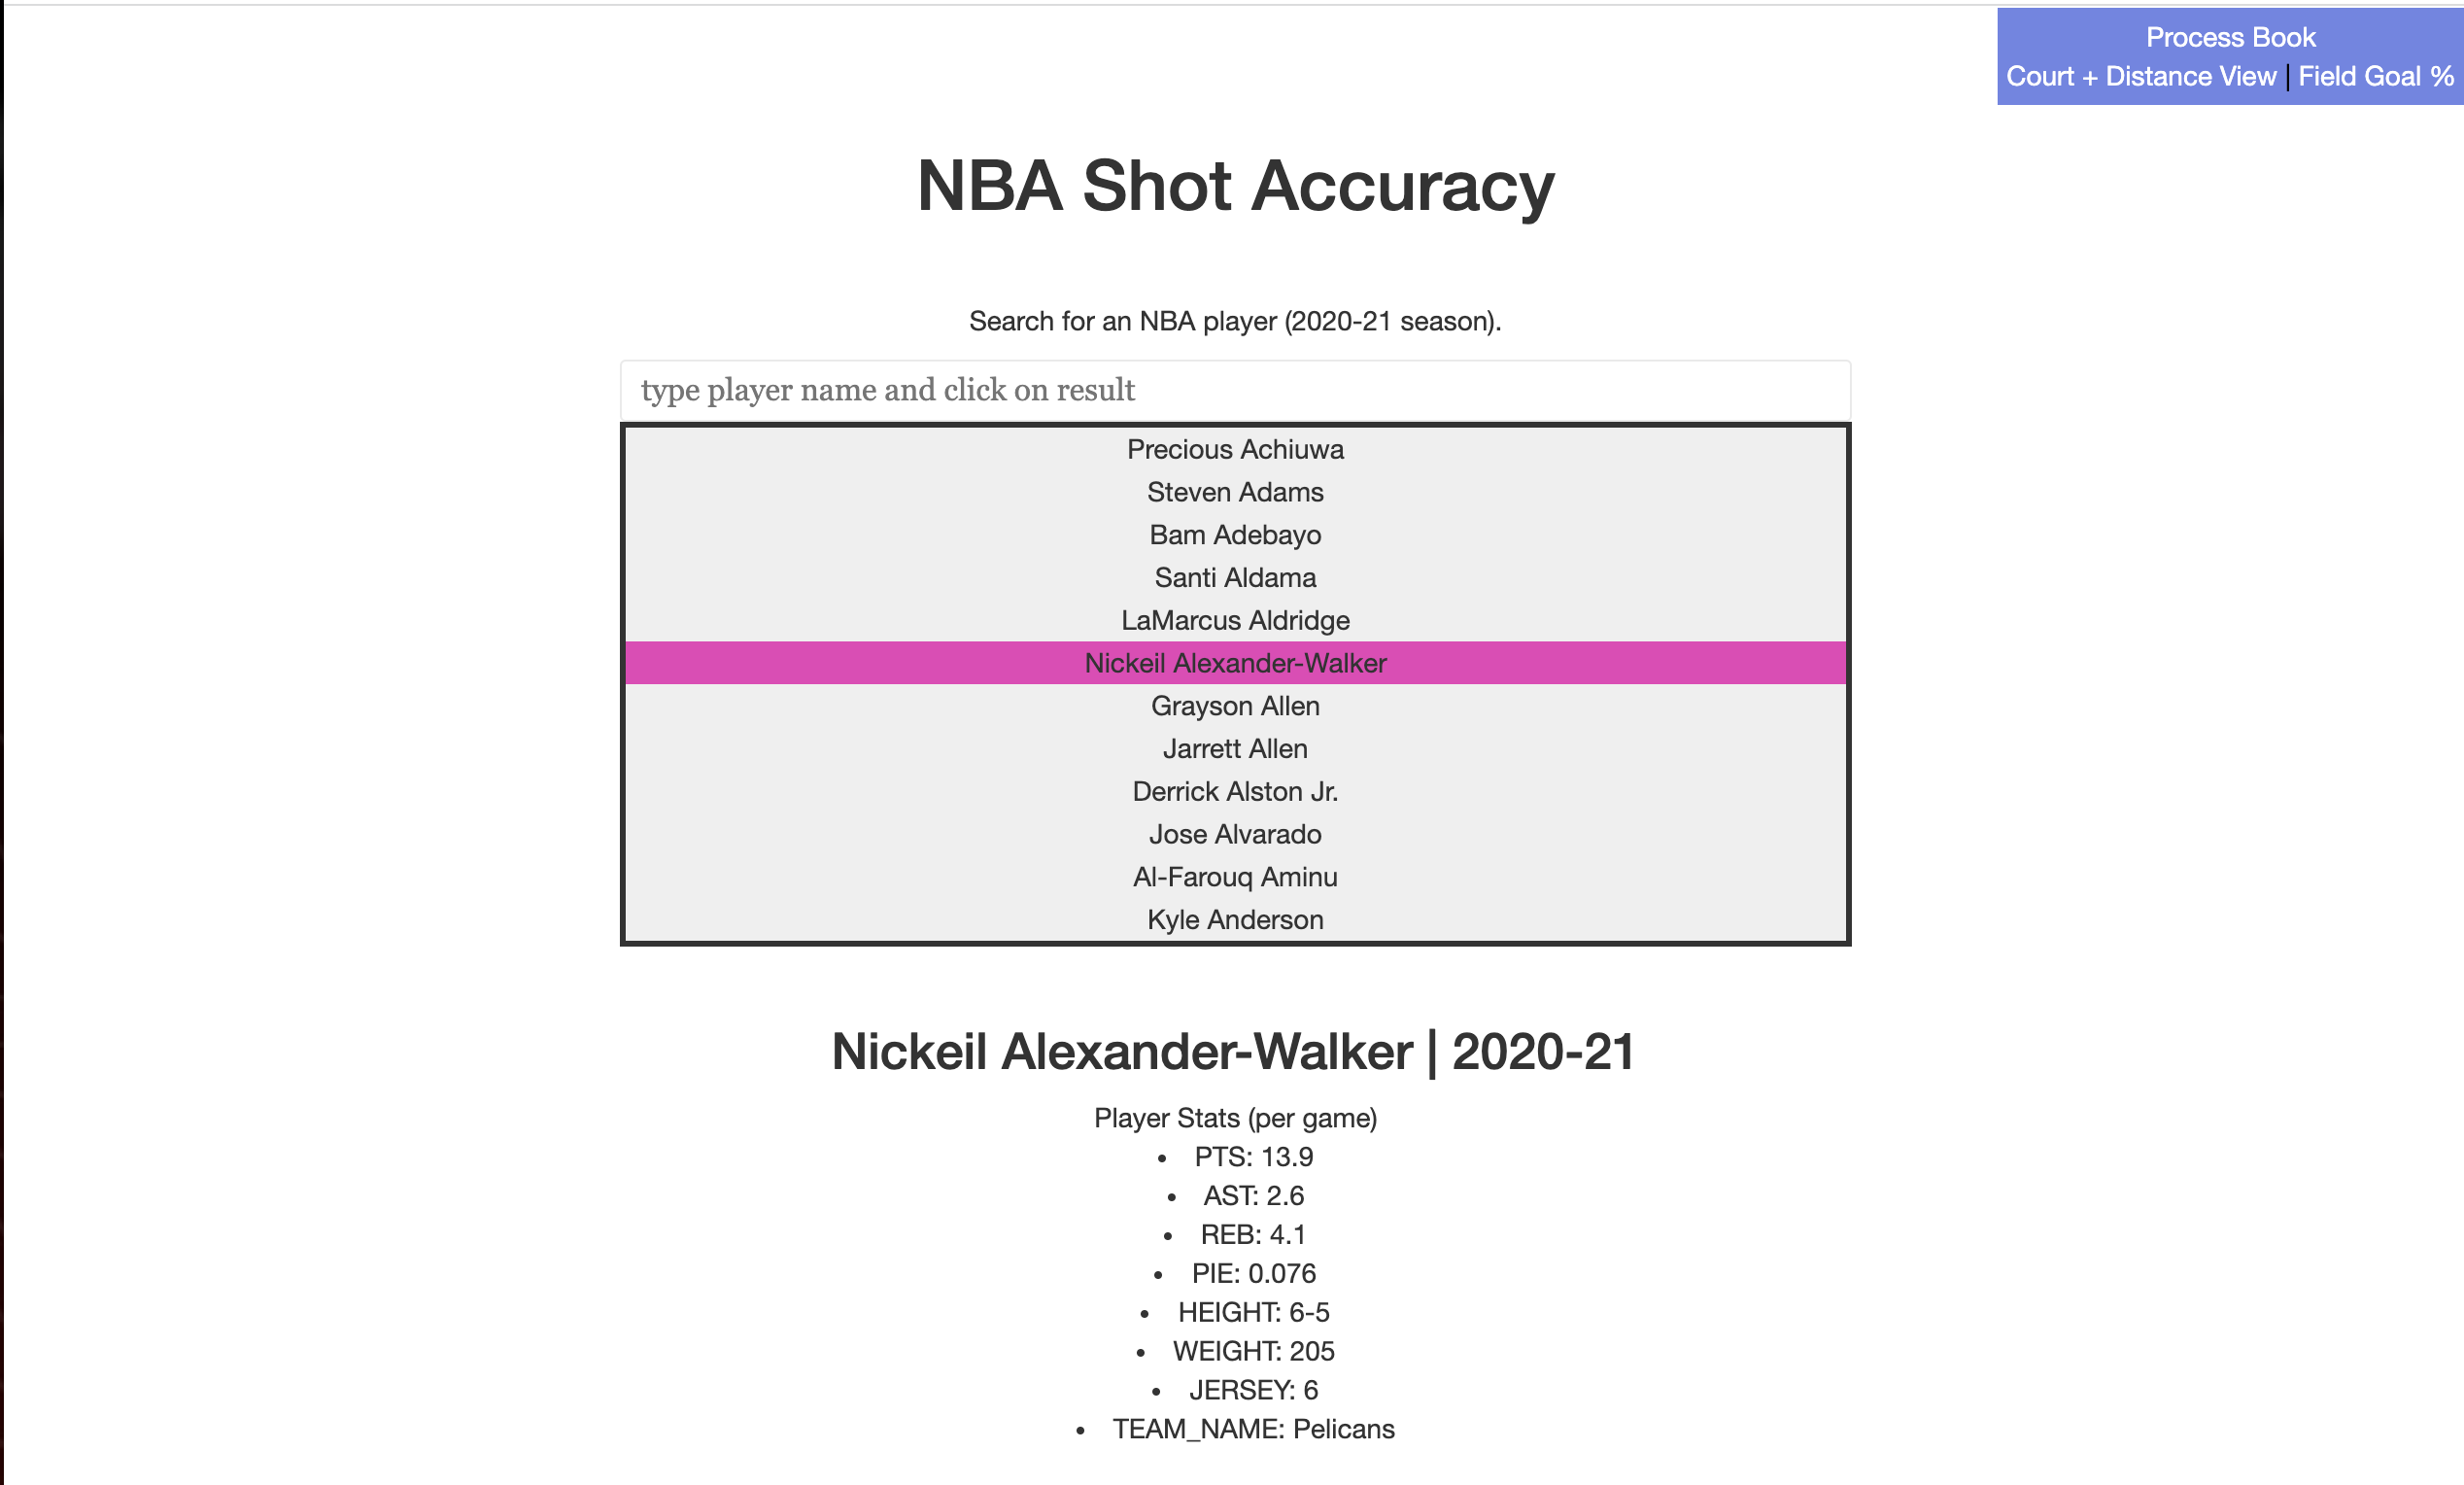 Process Book
Court + Distance View | Field Goal %
NBA Shot Accuracy
Search for an NBA player (2020-21 season).
type player name and click on result
Precious Achiuwa
Steven Adams
Bam Adebayo
Santi Aldama
LaMarcus Aldridge
Nickeil Alexander-Walker
Grayson Allen
Jarrett Allen
Derrick Alston Jr.
Jose Alvarado
Al-Farouq Aminu
Kyle Anderson
Nickeil Alexander-Walker | 2020-21
Player Stats (per game)
• PTS: 13.9
• AST: 2.6
• REB: 4.1
• PIE: 0.076
• HEIGHT: 6-5
• WEIGHT: 205
• JERSEY: 6
• TEAM_NAME: Pelicans